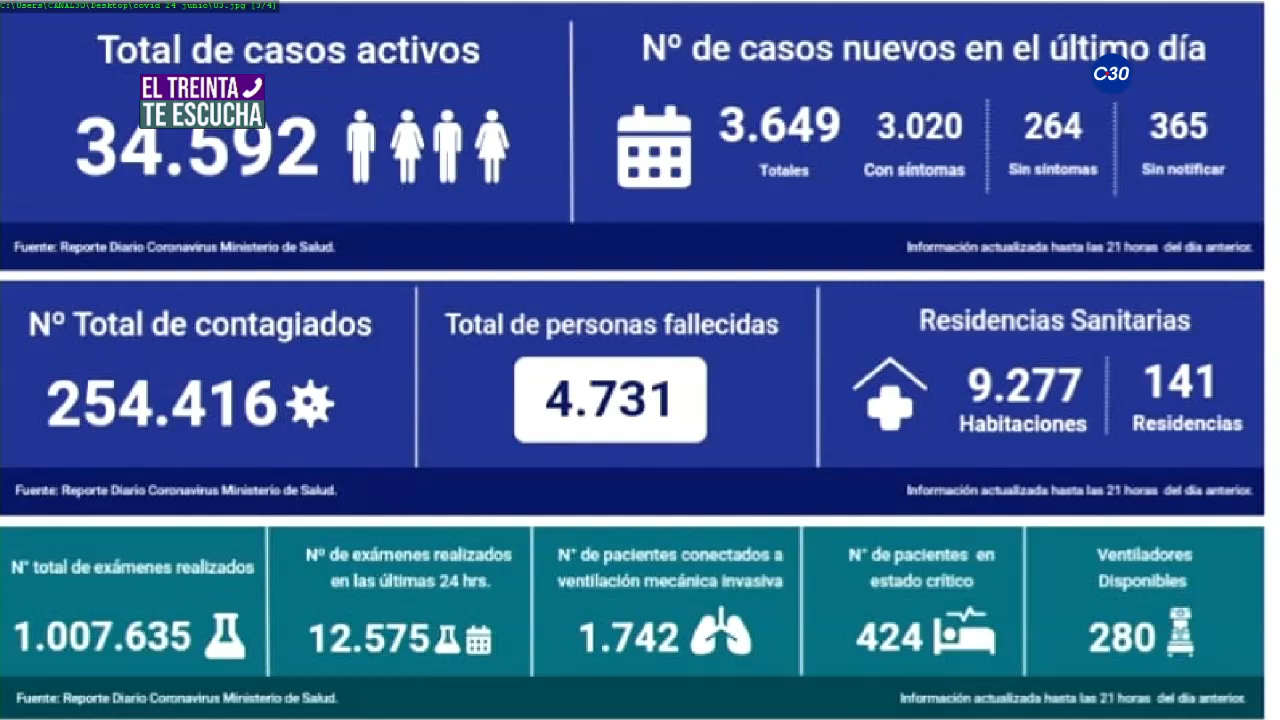 C:\Users\CANAL30\Desktop\covid 24 junio\03.jpg [3/4]
Total de casos activos
34.592
EL TREINTA
TE ESCUCHA
Nº de casos nuevos en el último día
C30
3.649
Totales
3.020
Con síntomas
264
Sin síntomas
365
Sin notificar
Fuente: Reporte Diario Coronavirus Ministerio de Salud.
Información actualizada hasta las 21 horas del día anterior.
Nº Total de contagiados
254.416
Total de personas fallecidas
4.731
Residencias Sanitarias
9.277
Habitaciones
141
Residencias
Fuente: Reporte Diario Coronavirus Ministerio de Salud.
Información actualizada hasta las 21 horas del día anterior.
N° total de exámenes realizados
1.007.635
Nº de exámenes realizados
en las últimas 24 hrs.
12.575
N° de pacientes conectados a
ventilación mecánica invasiva
1.742
N° de pacientes en
estado crítico
424
Ventiladores
Disponibles
280
Fuente: Reporte Diario Coronavirus Ministerio de Salud.
Información actualizada hasta las 21 horas del día anterior.